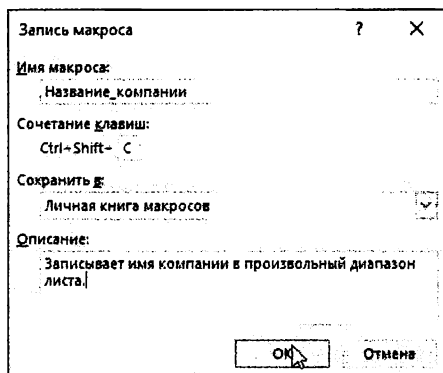 Запись макроса ? ✕
Имя макроса:
Название_компании
Сочетание клавиш:
Ctrl+Shift+ C
Сохранить в:
Личная книга макросов
Описание:
Записывает имя компании в произвольный диапазон
листа.
OK Отмена